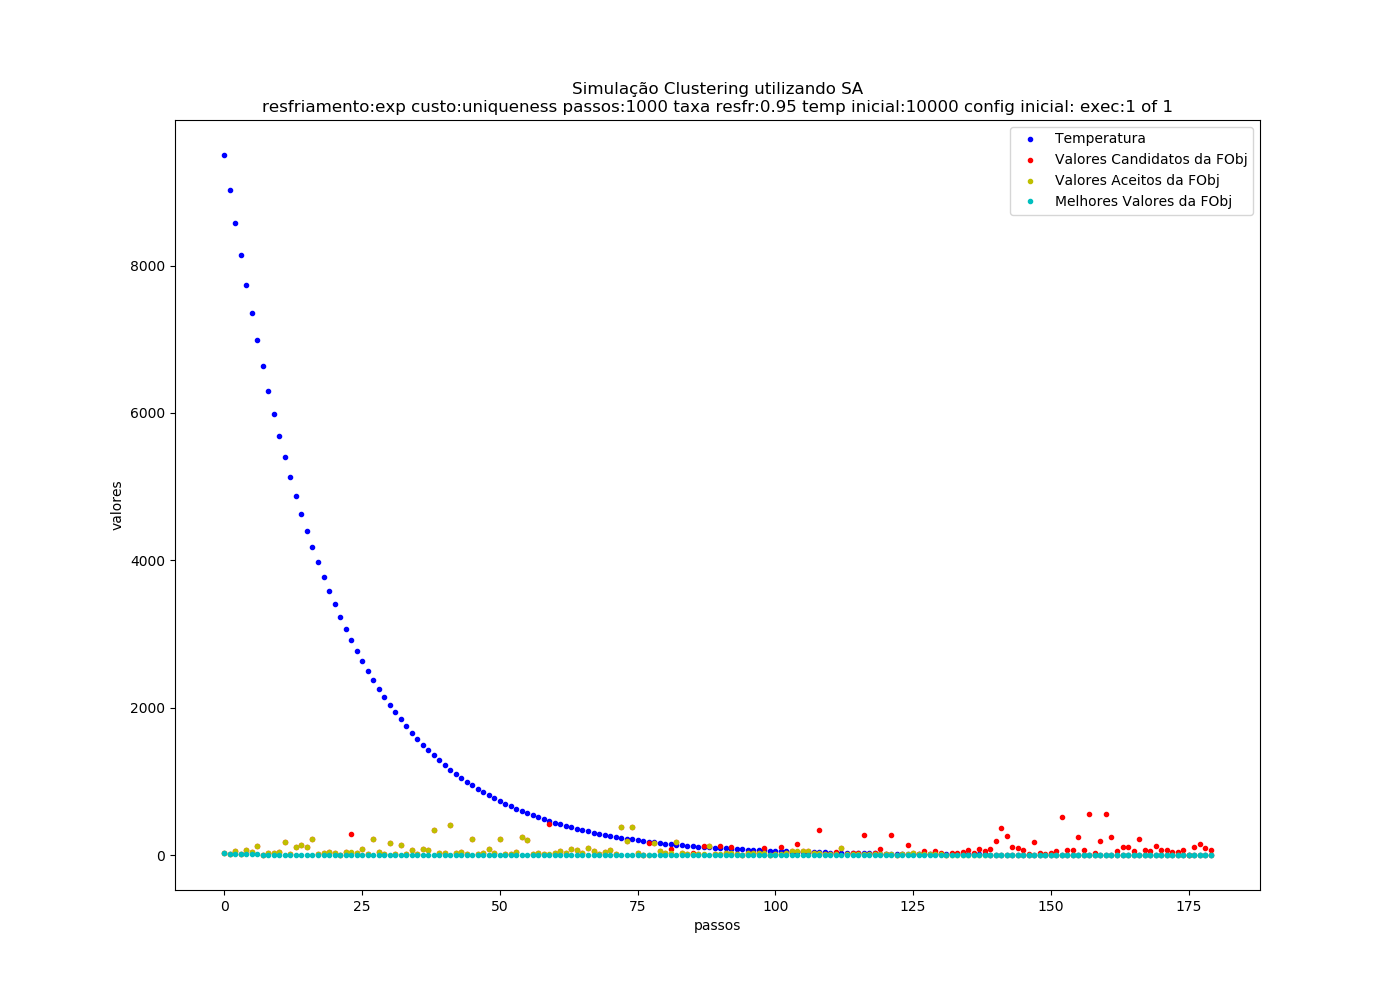 Simulação Clustering utilizando SA
resfriamento:exp custo:uniqueness passos:1000 taxa resfr:0.95 temp inicial:10000 config inicial: exec:1 of 1
Temperatura
Valores Candidatos da FObj
Valores Aceitos da FObj
Melhores Valores da FObj
valores
8000
6000
4000
2000
0
0 25 50 75 100 125 150 175
passos